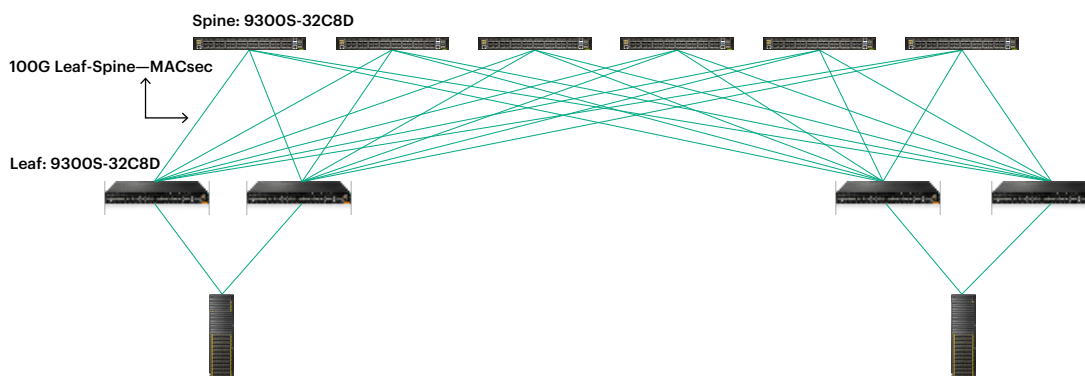 Spine: 9300S-32C8D
100G Leaf-Spine—MACsec
Leaf: 9300S-32C8D